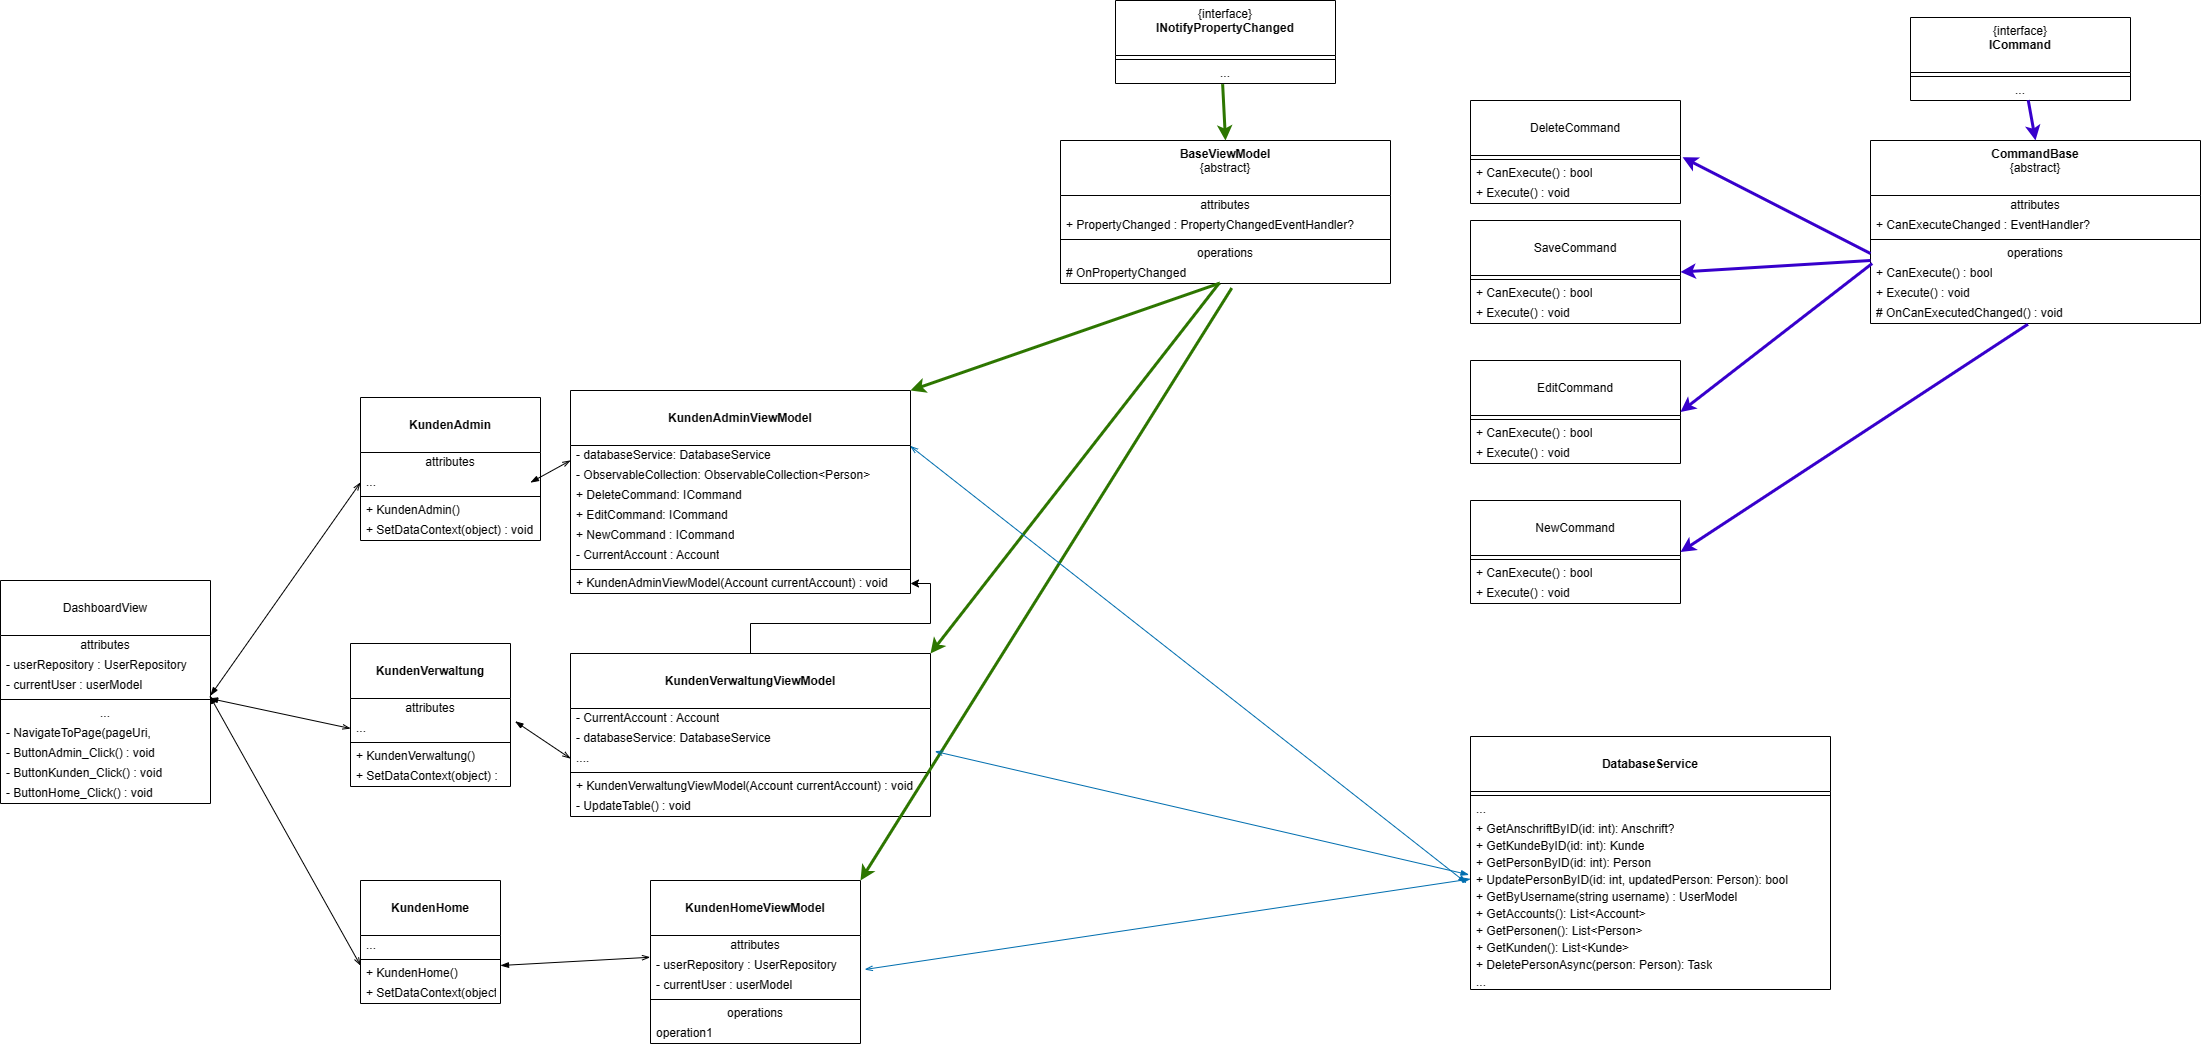 {interface}
INotifyPropertyChanged
...
{interface}
ICommand
...
BaseViewModel
{abstract}
attributes
+ PropertyChanged : PropertyChangedEventHandler?
operations
# OnPropertyChanged
DeleteCommand
+ CanExecute() : bool
+ Execute() : void
CommandBase
{abstract}
attributes
+ CanExecuteChanged : EventHandler?
operations
+ CanExecute() : bool
+ Execute() : void
# OnCanExecutedChanged() : void
SaveCommand
+ CanExecute() : bool
+ Execute() : void
EditCommand
+ CanExecute() : bool
+ Execute() : void
NewCommand
+ CanExecute() : bool
+ Execute() : void
KundenAdmin
attributes
...
+ KundenAdmin()
+ SetDataContext(object) : void
KundenAdminViewModel
- databaseService: DatabaseService
- ObservableCollection: ObservableCollection<Person>
+ DeleteCommand: ICommand
+ EditCommand: ICommand
+ NewCommand : ICommand
- CurrentAccount : Account
+ KundenAdminViewModel(Account currentAccount) : void
DashboardView
attributes
- userRepository : UserRepository
- currentUser : userModel
...
- NavigateToPage(pageUri,
- ButtonAdmin_Click() : void
- ButtonKunden_Click() : void
- ButtonHome_Click() : void
KundenVerwaltung
attributes
...
+ KundenVerwaltung()
+ SetDataContext(object) :
KundenVerwaltungViewModel
- CurrentAccount : Account
- databaseService: DatabaseService
....
+ KundenVerwaltungViewModel(Account currentAccount) : void
- UpdateTable() : void
DatabaseService
...
+ GetAnschriftByID(id: int): Anschrift?
+ GetKundeByID(id: int): Kunde
+ GetPersonByID(id: int): Person
+ UpdatePersonByID(id: int, updatedPerson: Person): bool
+ GetByUsername(string username) : UserModel
+ GetAccounts(): List<Account>
+ GetPersonen(): List<Person>
+ GetKunden(): List<Kunde>
+ DeletePersonAsync(person: Person): Task
...
KundenHome
...
+ KundenHome()
+ SetDataContext(object
KundenHomeViewModel
attributes
- userRepository : UserRepository
- currentUser : userModel
operations
operation1